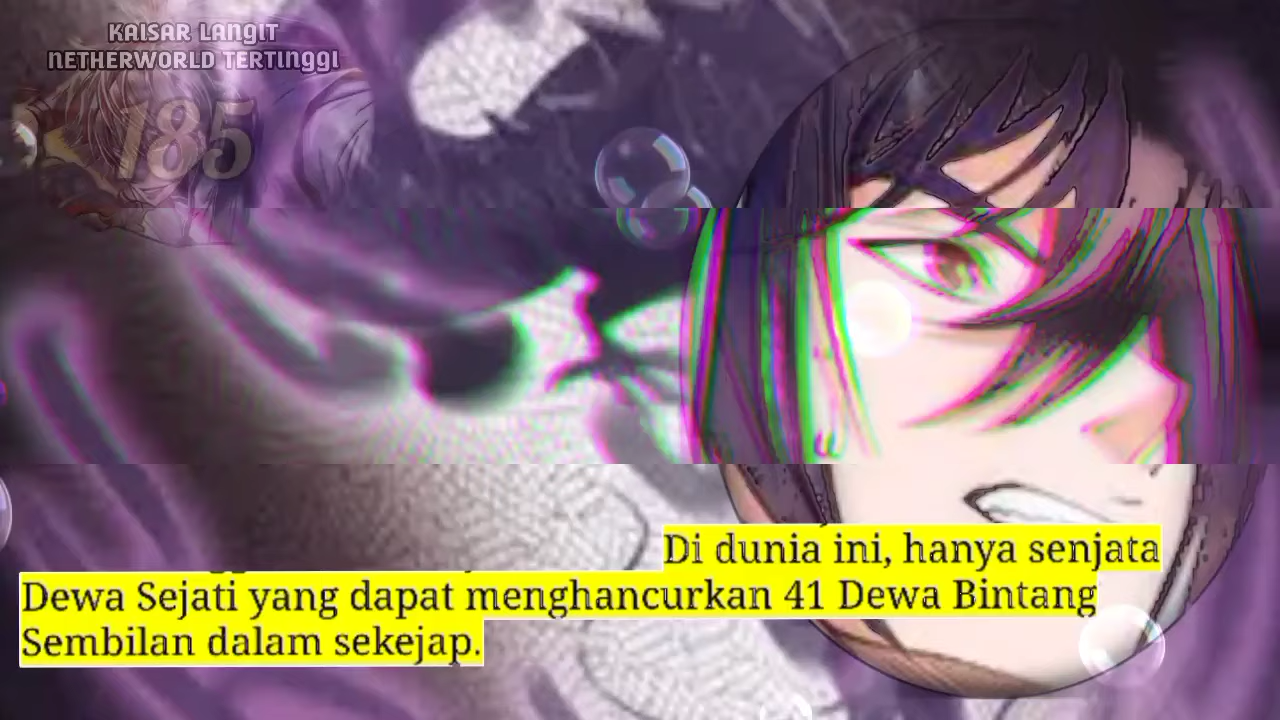 KAISAR LANGIT
NETHERWORLD TERTINGGI
185
Di dunia ini, hanya senjata
Dewa Sejati yang dapat menghancurkan 41 Dewa Bintang
Sembilan dalam sekejap.